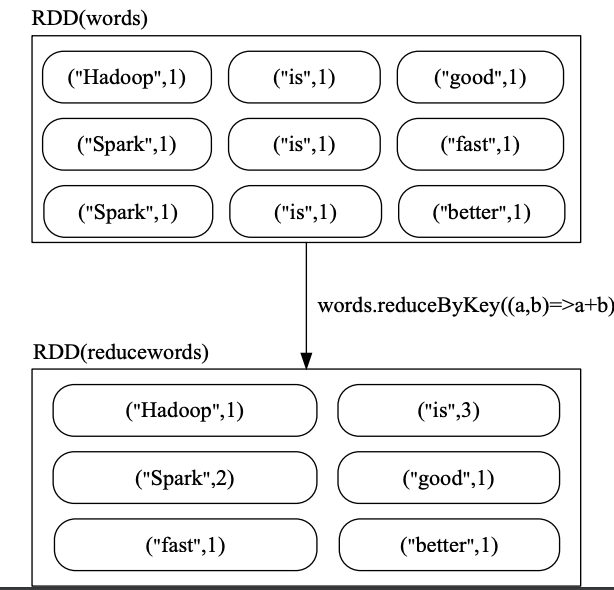 RDD(words)
("Hadoop",1) ("is",1) ("good",1)
("Spark",1) ("is",1) ("fast",1)
("Spark",1) ("is",1) ("better",1)
words.reduceByKey((a,b)=>a+b)
RDD(reducewords)
("Hadoop",1) ("is",3)
("Spark",2) ("good",1)
("fast",1) ("better",1)